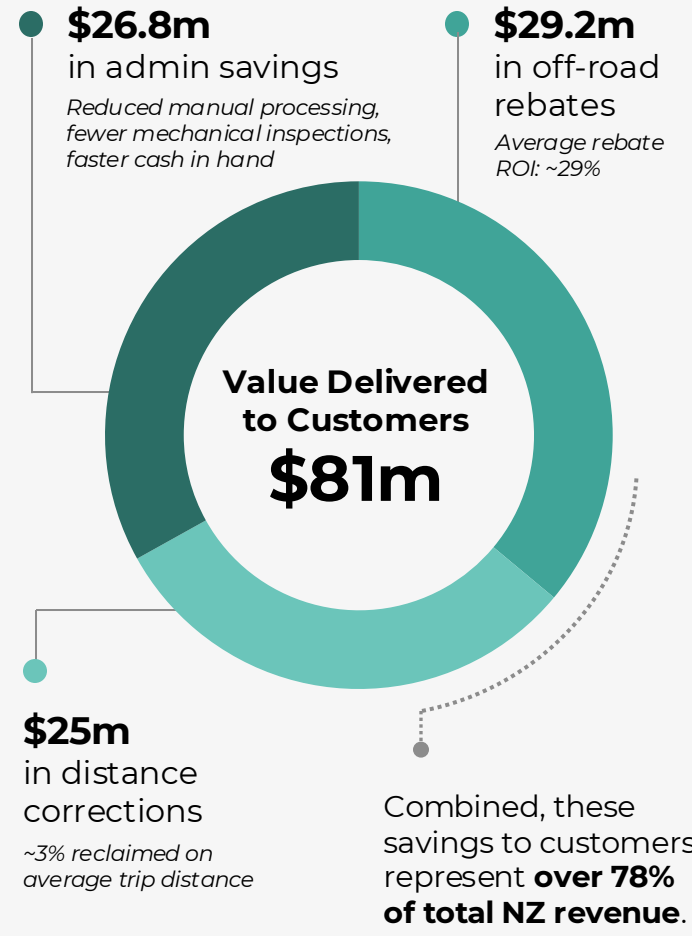 $26.8m
in admin savings
Reduced manual processing,
fewer mechanical inspections,
faster cash in hand
$29.2m
in off-road
rebates
Average rebate
ROI: ~29%
Value Delivered
to Customers
$81m
$25m
in distance
corrections
~3% reclaimed on
average trip distance
Combined, these
savings to customers
represent over 78%
of total NZ revenue.